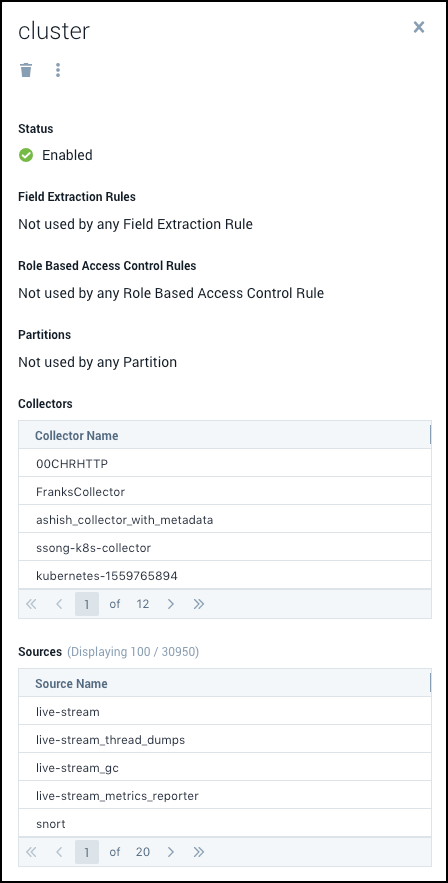 cluster
Status
Enabled
Field Extraction Rules
Not used by any Field Extraction Rule
Role Based Access Control Rules
Not used by any Role Based Access Control Rule
Partitions
Not used by any Partition
Collectors
Collector Name
00CHRHTTP
FranksCollector
ashish_collector_with_metadata
ssong-k8s-collector
kubernetes-1559765894
1 of 12
Sources (Displaying 100 / 30950)
Source Name
live-stream
live-stream_thread_dumps
live-stream_gc
live-stream_metrics_reporter
snort
1 of 20